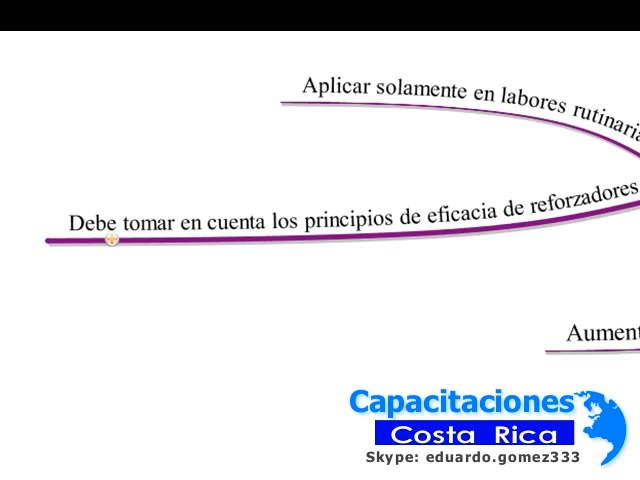 Aplicar solamente en labores rutinaria
Debe tomar en cuenta los principios de eficacia de reforzadores
Aument
Capacitaciones
Costa Rica
Skype: eduardo.gomez333